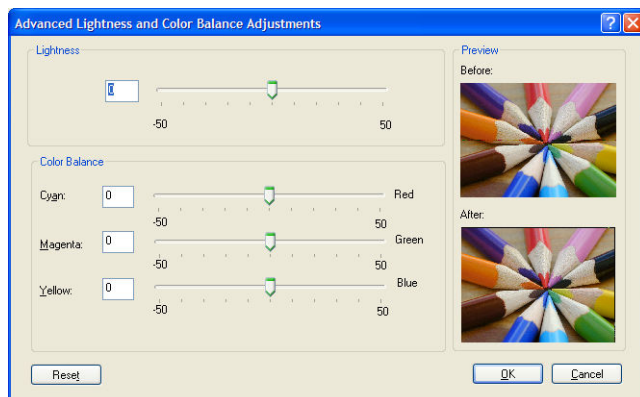 Advanced Lightness and Color Balance Adjustments
Lightness
0
-50 50
Color Balance
Cyan: 0 Red
-50 50
Magenta: 0 Green
-50 50
Yellow: 0 Blue
-50 50
Preview
Before:
After:
Reset
OK Cancel